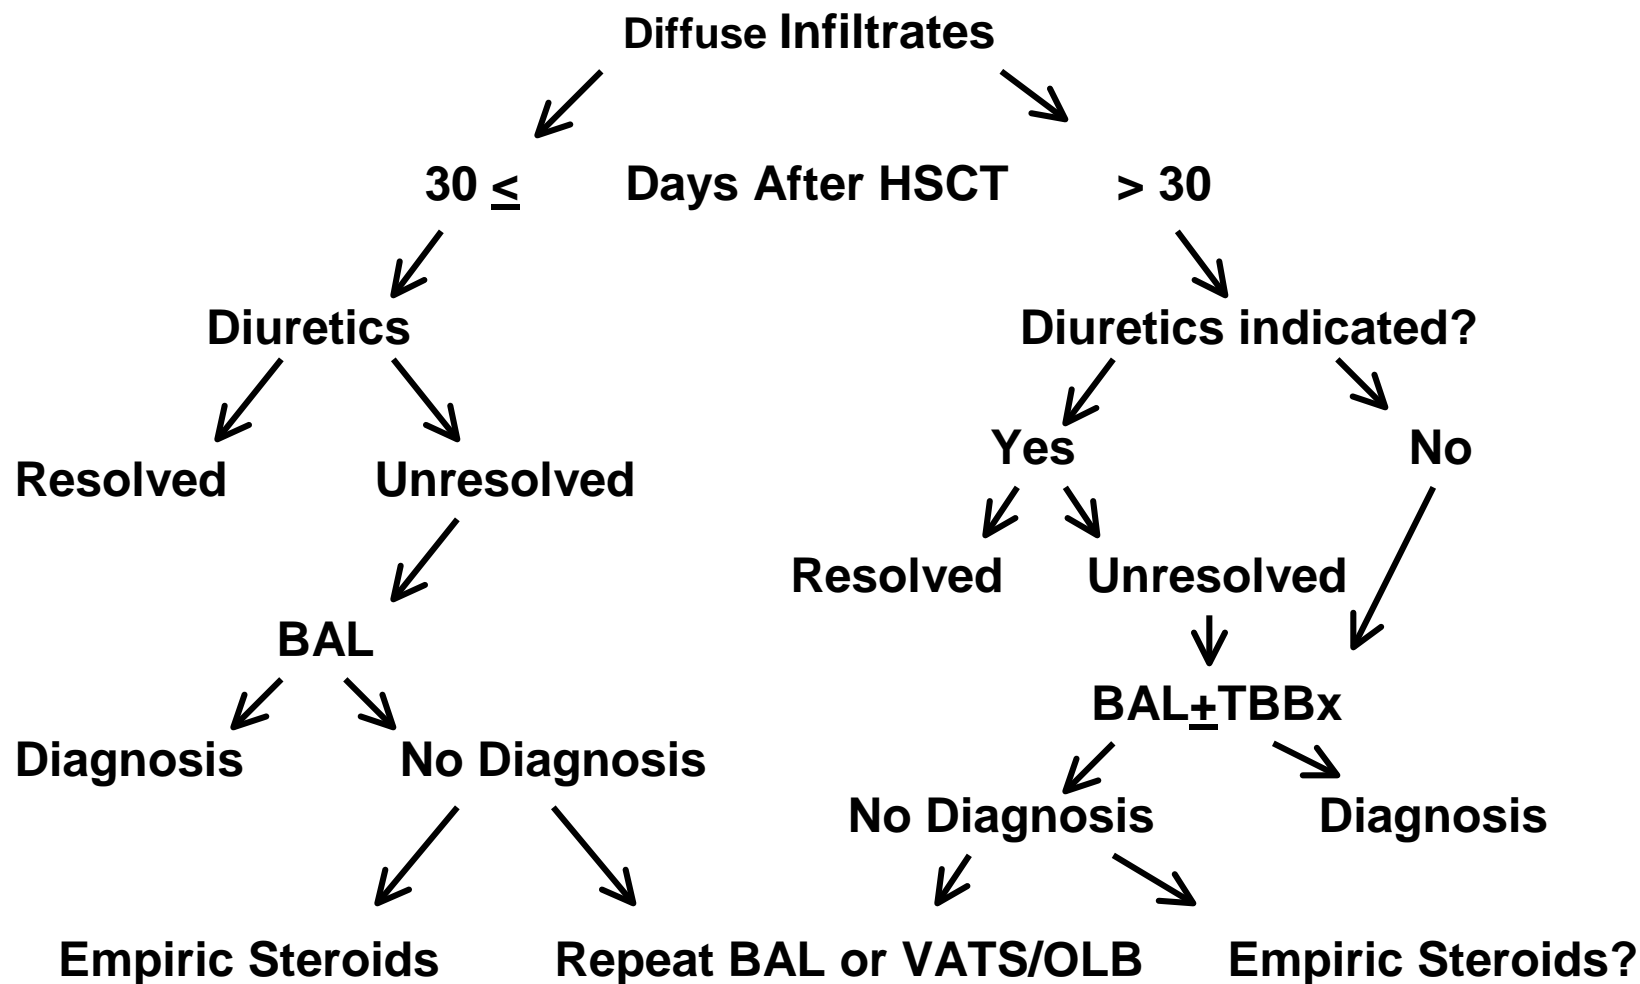 Diffuse Infiltrates
30 ≤ Days After HSCT > 30
Diuretics Diuretics indicated?
Yes No
Resolved Unresolved
Resolved Unresolved
BAL
BAL±TBBx
Diagnosis No Diagnosis
No Diagnosis Diagnosis
Empiric Steroids Repeat BAL or VATS/OLB Empiric Steroids?